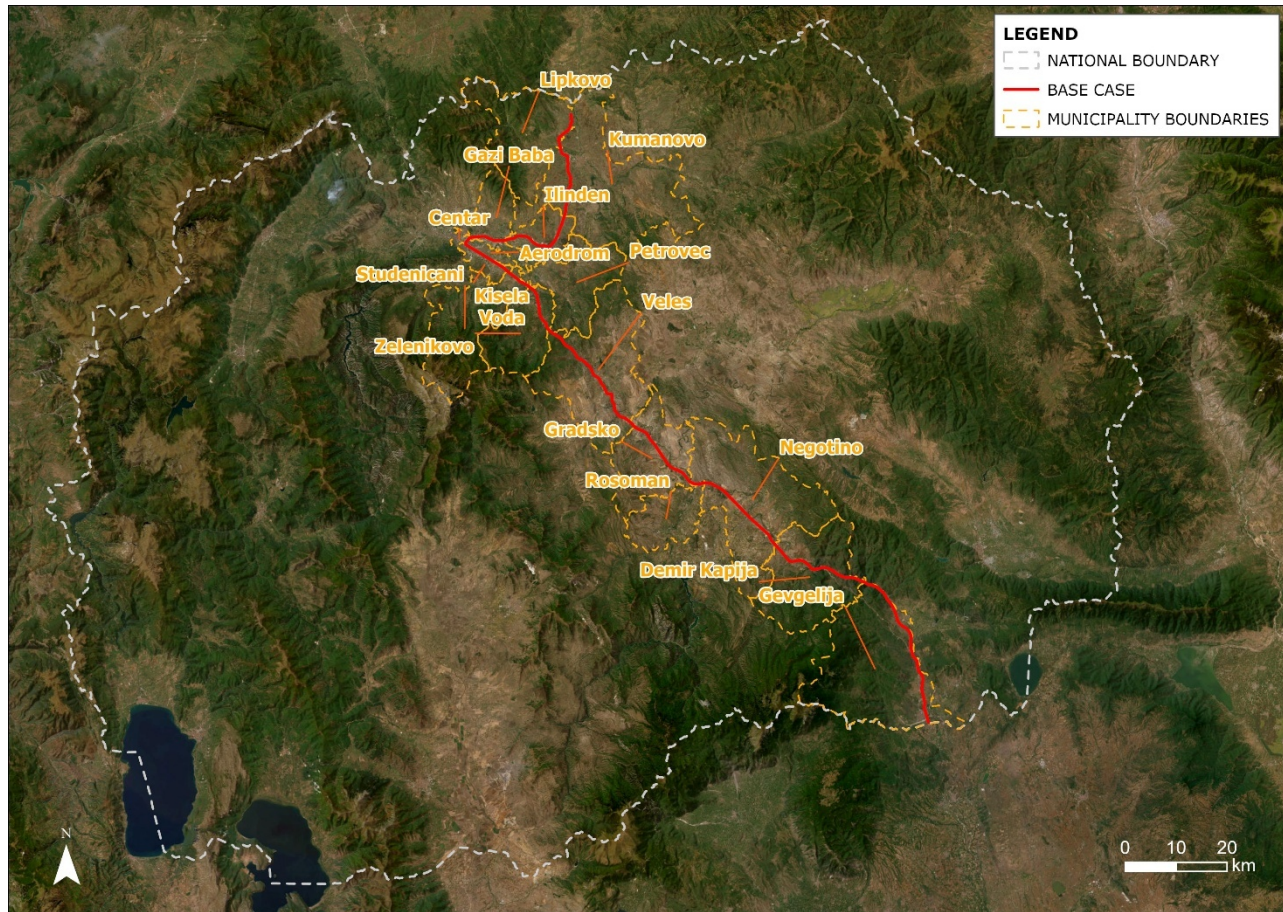 LEGEND
NATIONAL BOUNDARY
BASE CASE
MUNICIPALITY BOUNDARIES
Lipkovo
Kumanovo
Gazi Baba
Ilinden
Centar
Aerodrom
Petrovec
Studenicani
Kisela
Voda
Veles
Zelenikovo
Gradsko
Negotino
Rosoman
Demir Kapija
Gevgelija
N
0 10 20
km